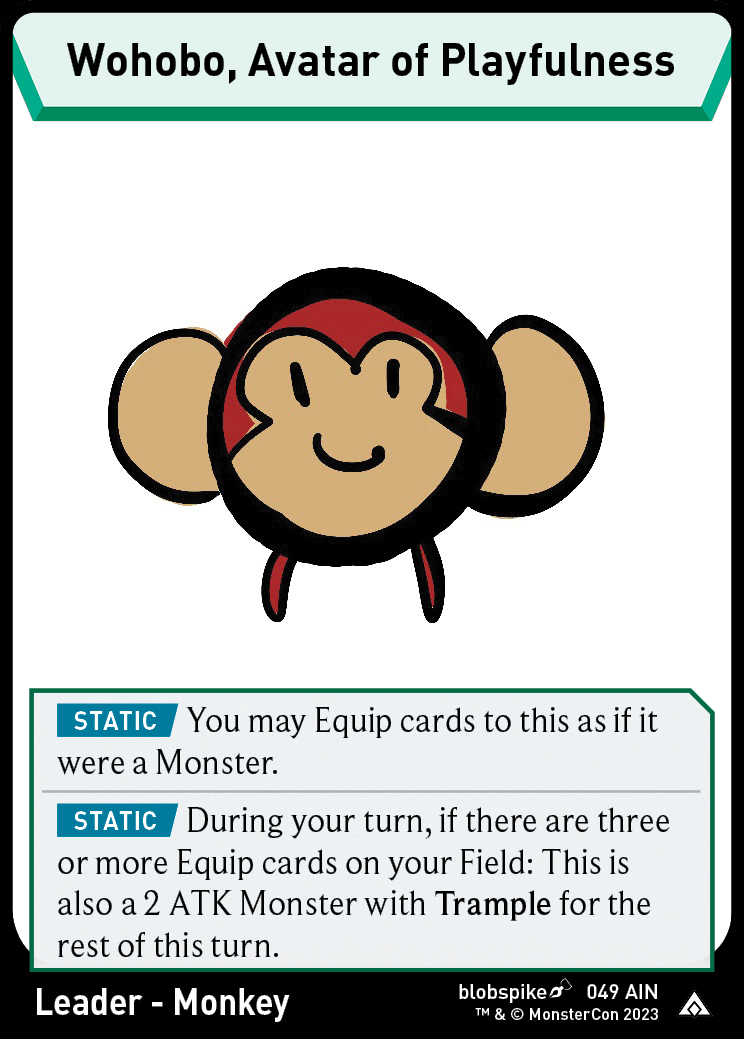 Wohobo, Avatar of Playfulness
STATIC You may Equip cards to this as if it
were a Monster.
STATIC During your turn, if there are three
or more Equip cards on your Field: This is
also a 2 ATK Monster with Trample for the
rest of this turn.
Leader - Monkey
blobspike 049 AIN
™ & © MonsterCon 2023